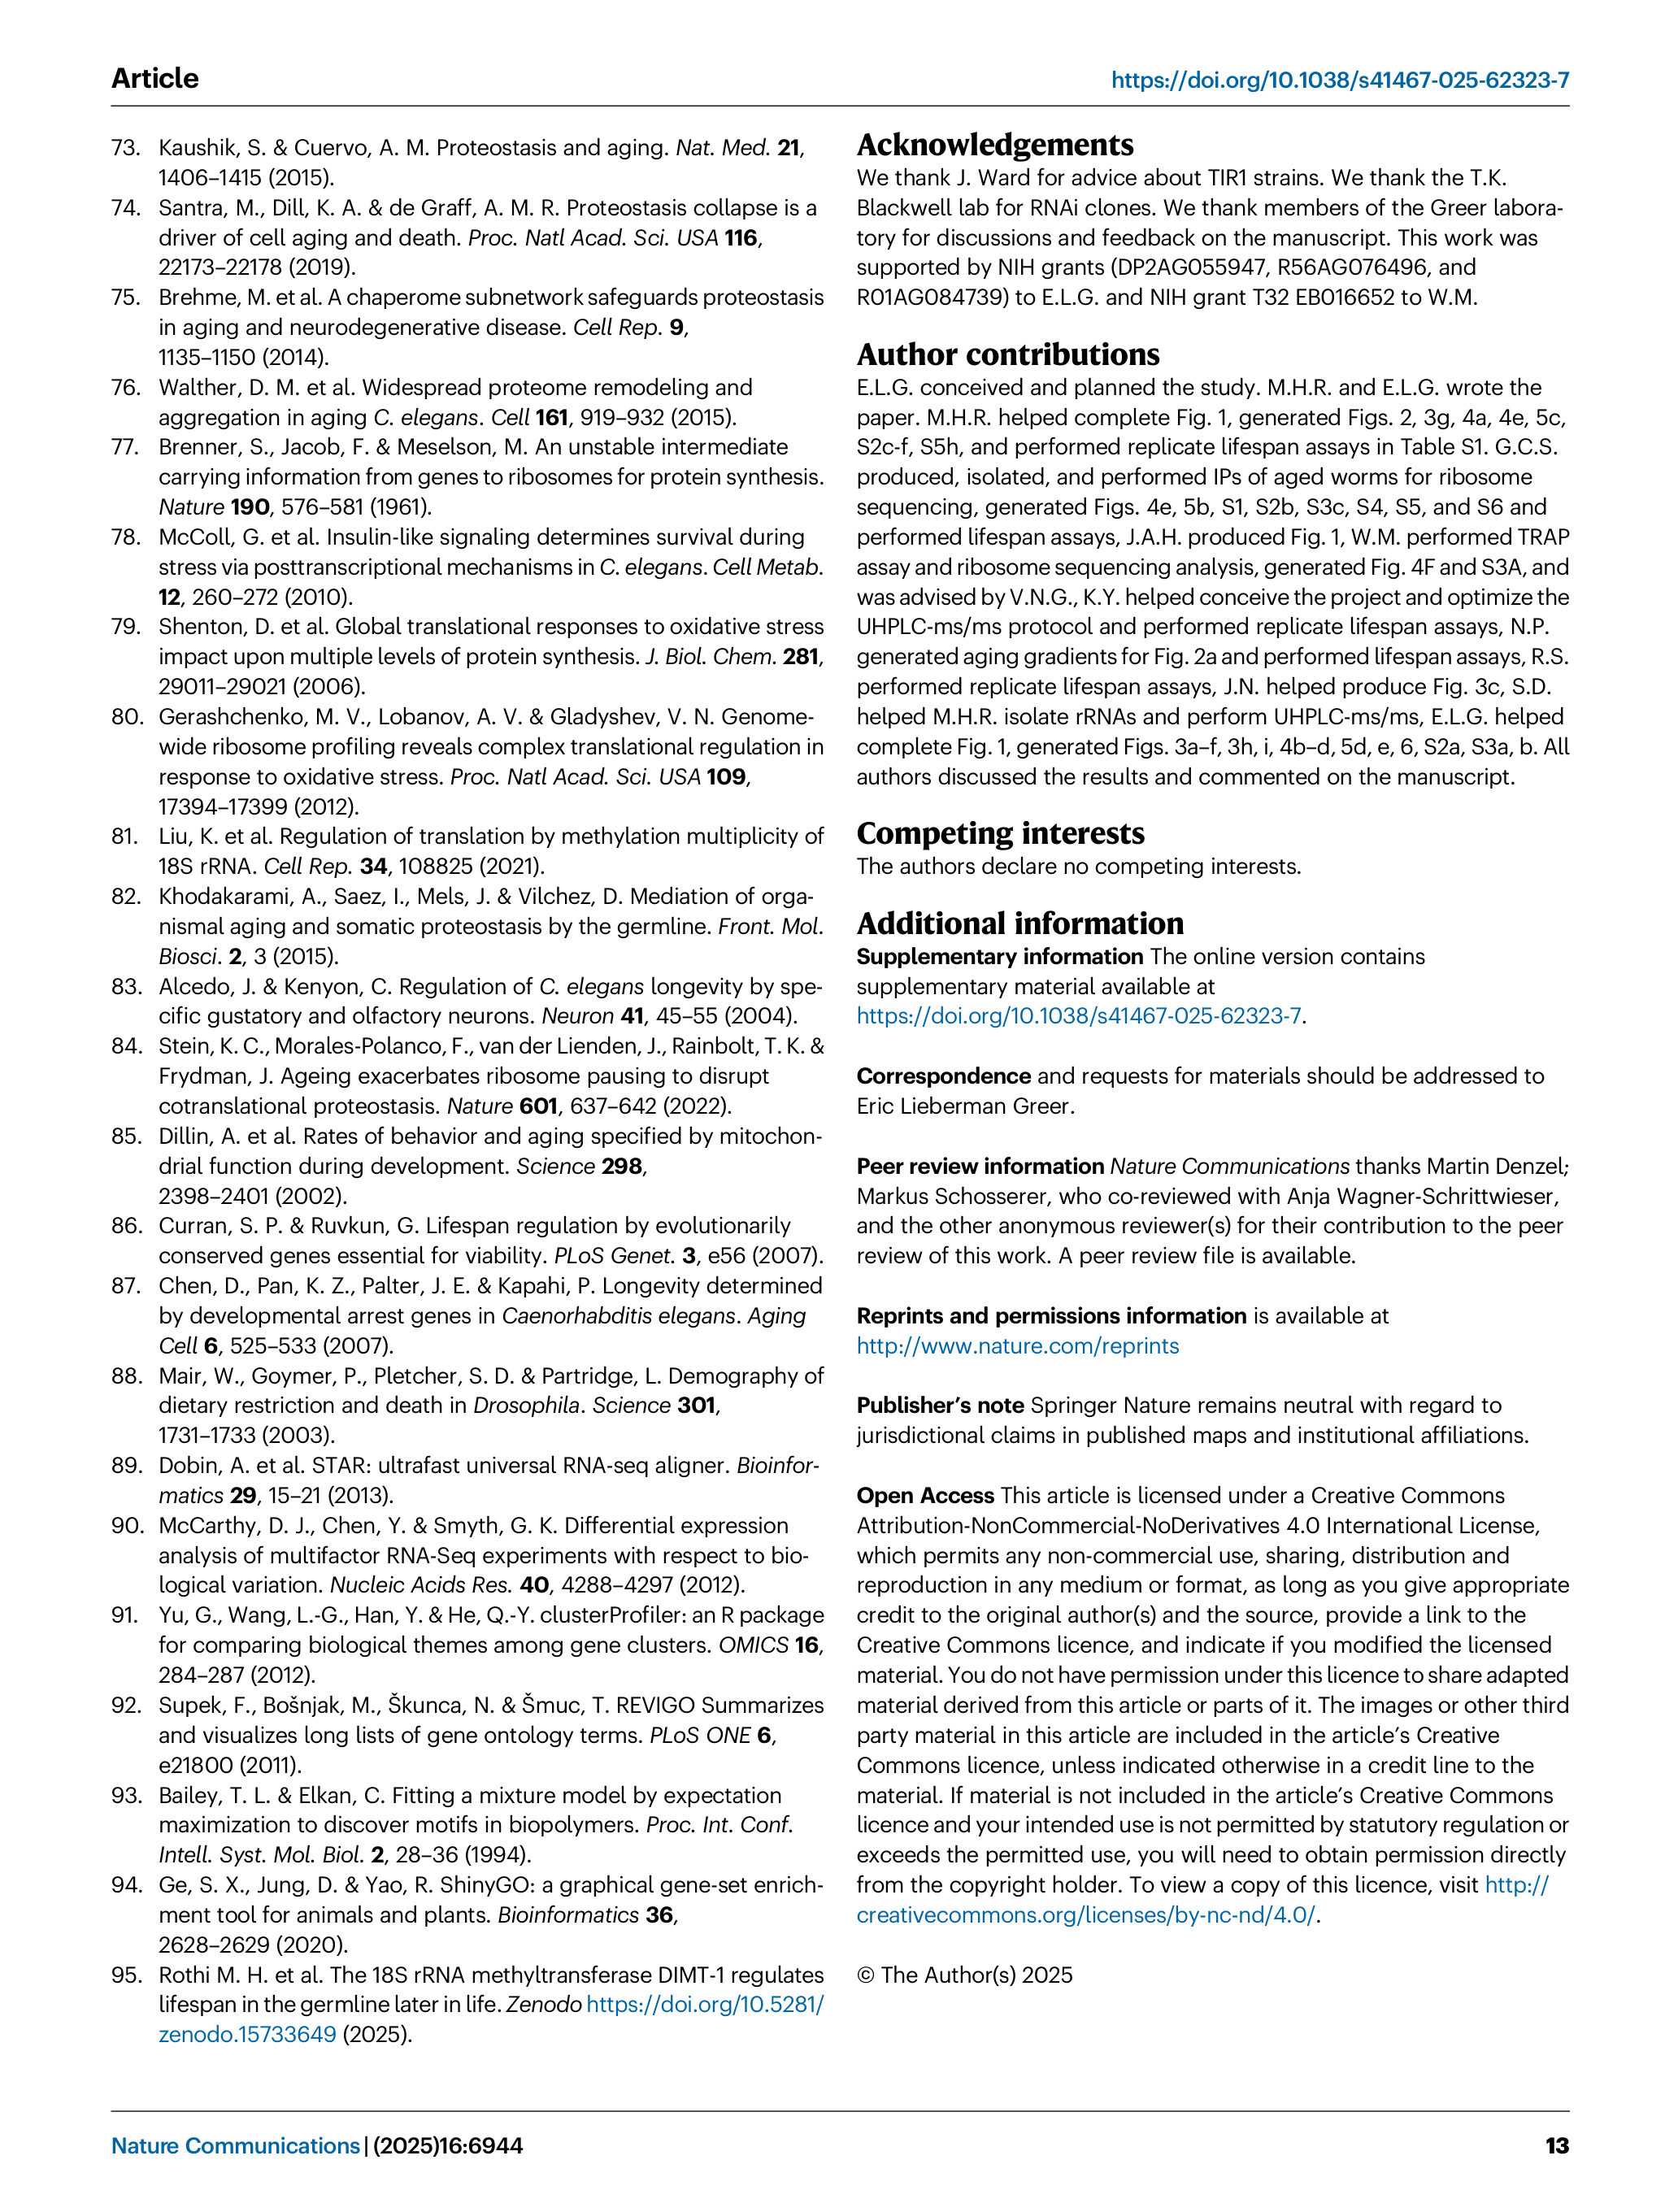 Article
https://doi.org/10.1038/s41467-025-62323-7
73. Kaushik, S. & Cuervo, A. M. Proteostasis and aging. Nat. Med. 21,
1406–1415 (2015).
74. Santra, M., Dill, K. A. & de Graff, A. M. R. Proteostasis collapse is a
driver of cell aging and death. Proc. Natl Acad. Sci. USA 116,
22173–22178 (2019).
75. Brehme, M. et al. A chaperome subnetwork safeguards proteostasis
in aging and neurodegenerative disease. Cell Rep. 9,
1135–1150 (2014).
76. Walther, D. M. et al. Widespread proteome remodeling and
aggregation in aging C. elegans. Cell 161, 919–932 (2015).
77. Brenner, S., Jacob, F. & Meselson, M. An unstable intermediate
carrying information from genes to ribosomes for protein synthesis.
Nature 190, 576–581 (1961).
78. McColl, G. et al. Insulin-like signaling determines survival during
stress via posttranscriptional mechanisms in C. elegans. Cell Metab.
12, 260–272 (2010).
79. Shenton, D. et al. Global translational responses to oxidative stress
impact upon multiple levels of protein synthesis. J. Biol. Chem. 281,
29011–29021 (2006).
80. Gerashchenko, M. V., Lobanov, A. V. & Gladyshev, V. N. Genome-
wide ribosome profiling reveals complex translational regulation in
response to oxidative stress. Proc. Natl Acad. Sci. USA 109,
17394–17399 (2012).
81. Liu, K. et al. Regulation of translation by methylation multiplicity of
18S rRNA. Cell Rep. 34, 108825 (2021).
82. Khodakarami, A., Saez, I., Mels, J. & Vilchez, D. Mediation of orga-
nismal aging and somatic proteostasis by the germline. Front. Mol.
Biosci. 2, 3 (2015).
83. Alcedo, J. & Kenyon, C. Regulation of C. elegans longevity by spe-
cific gustatory and olfactory neurons. Neuron 41, 45–55 (2004).
84. Stein, K. C., Morales-Polanco, F., van der Lienden, J., Rainbolt, T. K. &
Frydman, J. Ageing exacerbates ribosome pausing to disrupt
cotranslational proteostasis. Nature 601, 637–642 (2022).
85. Dillin, A. et al. Rates of behavior and aging specified by mitochon-
drial function during development. Science 298,
2398–2401 (2002).
86. Curran, S. P. & Ruvkun, G. Lifespan regulation by evolutionarily
conserved genes essential for viability. PLoS Genet. 3, e56 (2007).
87. Chen, D., Pan, K. Z., Palter, J. E. & Kapahi, P. Longevity determined
by developmental arrest genes in Caenorhabditis elegans. Aging
Cell 6, 525–533 (2007).
88. Mair, W., Goymer, P., Pletcher, S. D. & Partridge, L. Demography of
dietary restriction and death in Drosophila. Science 301,
1731–1733 (2003).
89. Dobin, A. et al. STAR: ultrafast universal RNA-seq aligner. Bioinfor-
matics 29, 15–21 (2013).
90. McCarthy, D. J., Chen, Y. & Smyth, G. K. Differential expression
analysis of multifactor RNA-Seq experiments with respect to bio-
logical variation. Nucleic Acids Res. 40, 4288–4297 (2012).
91. Yu, G., Wang, L.-G., Han, Y. & He, Q.-Y. clusterProfiler: an R package
for comparing biological themes among gene clusters. OMICS 16,
284–287 (2012).
92. Supek, F., Bošnjak, M., Škunca, N. & Šmuc, T. REVIGO Summarizes
and visualizes long lists of gene ontology terms. PLoS ONE 6,
e21800 (2011).
93. Bailey, T. L. & Elkan, C. Fitting a mixture model by expectation
maximization to discover motifs in biopolymers. Proc. Int. Conf.
Intell. Syst. Mol. Biol. 2, 28–36 (1994).
94. Ge, S. X., Jung, D. & Yao, R. ShinyGO: a graphical gene-set enrich-
ment tool for animals and plants. Bioinformatics 36,
2628–2629 (2020).
95. Rothi M. H. et al. The 18S rRNA methyltransferase DIMT-1 regulates
lifespan in the germline later in life. Zenodo https://doi.org/10.5281/
zenodo.15733649 (2025).
Acknowledgements
We thank J. Ward for advice about TIR1 strains. We thank the T.K.
Blackwell lab for RNAi clones. We thank members of the Greer labora-
tory for discussions and feedback on the manuscript. This work was
supported by NIH grants (DP2AG055947, R56AG076496, and
R01AG084739) to E.L.G. and NIH grant T32 EB016652 to W.M.
Author contributions
E.L.G. conceived and planned the study. M.H.R. and E.L.G. wrote the
paper. M.H.R. helped complete Fig. 1, generated Figs. 2, 3g, 4a, 4e, 5c,
S2c-f, S5h, and performed replicate lifespan assays in Table S1. G.C.S.
produced, isolated, and performed IPs of aged worms for ribosome
sequencing, generated Figs. 4e, 5b, S1, S2b, S3c, S4, S5, and S6 and
performed lifespan assays, J.A.H. produced Fig. 1, W.M. performed TRAP
assay and ribosome sequencing analysis, generated Fig. 4F and S3A, and
was advised by V.N.G., K.Y. helped conceive the project and optimize the
UHPLC-ms/ms protocol and performed replicate lifespan assays, N.P.
generated aging gradients for Fig. 2a and performed lifespan assays, R.S.
performed replicate lifespan assays, J.N. helped produce Fig. 3c, S.D.
helped M.H.R. isolate rRNAs and perform UHPLC-ms/ms, E.L.G. helped
complete Fig. 1, generated Figs. 3a–f, 3h, i, 4b–d, 5d, e, 6, S2a, S3a, b. All
authors discussed the results and commented on the manuscript.
Competing interests
The authors declare no competing interests.
Additional information
Supplementary information The online version contains
supplementary material available at
https://doi.org/10.1038/s41467-025-62323-7.
Correspondence and requests for materials should be addressed to
Eric Lieberman Greer.
Peer review information Nature Communications thanks Martin Denzel;
Markus Schosserer, who co-reviewed with Anja Wagner-Schrittwieser,
and the other anonymous reviewer(s) for their contribution to the peer
review of this work. A peer review file is available.
Reprints and permissions information is available at
http://www.nature.com/reprints
Publisher’s note Springer Nature remains neutral with regard to
jurisdictional claims in published maps and institutional affiliations.
Open Access This article is licensed under a Creative Commons
Attribution-NonCommercial-NoDerivatives 4.0 International License,
which permits any non-commercial use, sharing, distribution and
reproduction in any medium or format, as long as you give appropriate
credit to the original author(s) and the source, provide a link to the
Creative Commons licence, and indicate if you modified the licensed
material. You do not have permission under this licence to share adapted
material derived from this article or parts of it. The images or other third
party material in this article are included in the article’s Creative
Commons licence, unless indicated otherwise in a credit line to the
material. If material is not included in the article’s Creative Commons
licence and your intended use is not permitted by statutory regulation or
exceeds the permitted use, you will need to obtain permission directly
from the copyright holder. To view a copy of this licence, visit http://
creativecommons.org/licenses/by-nc-nd/4.0/.
© The Author(s) 2025
Nature Communications | (2025)16:6944
13